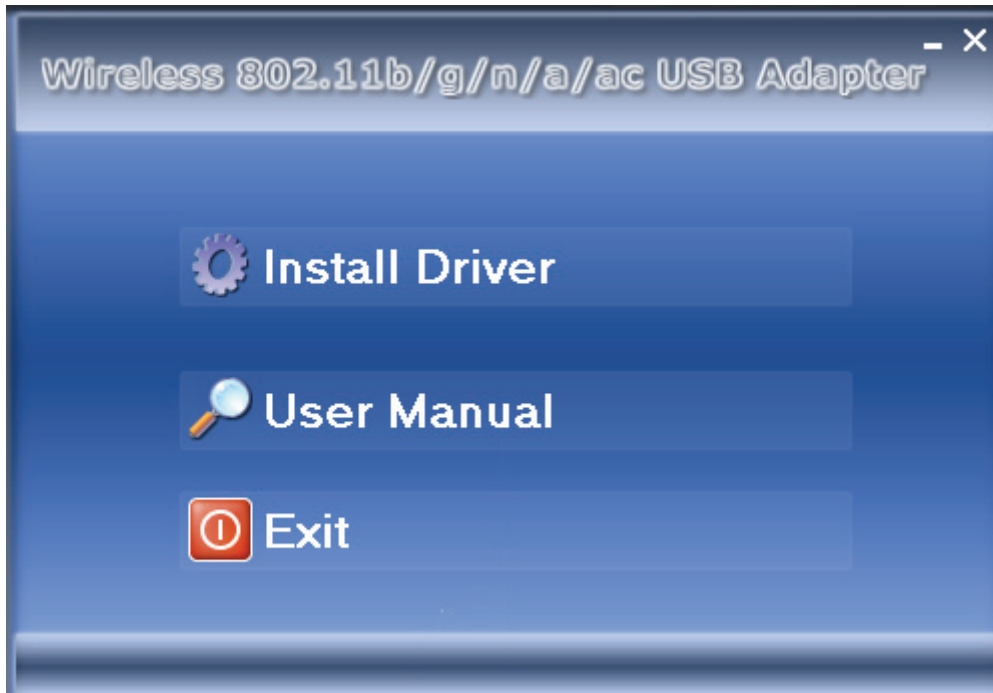 Wireless 802.11b/g/n/a/ac USB Adapter
Install Driver
User Manual
Exit